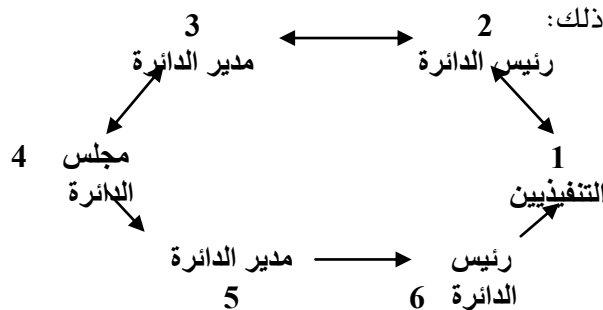 ذلك:
3
2
مدير الدائرة
رئيس الدائرة
1
التنفيذيين
4
مجلس
الدائرة
رئيس
الدائرة
6
مدير الدائرة
5